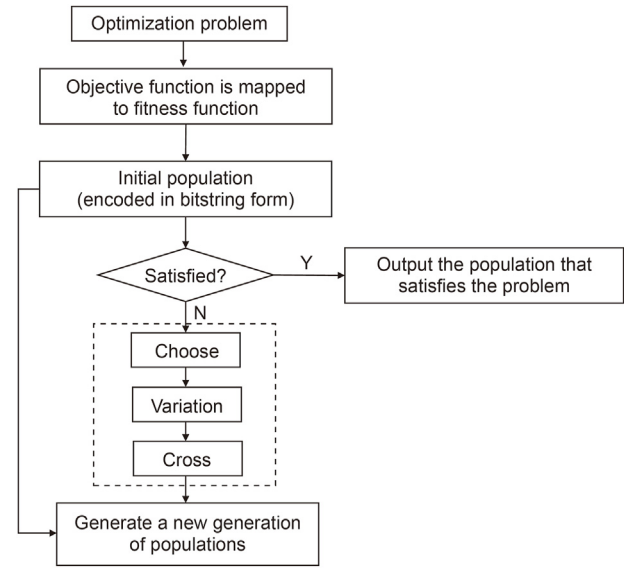 Optimization problem
Objective function is mapped
to fitness function
Initial population
(encoded in bitstring form)
Satisfied?
Y
Output the population that
satisfies the problem
N
Choose
Variation
Cross
Generate a new generation
of populations